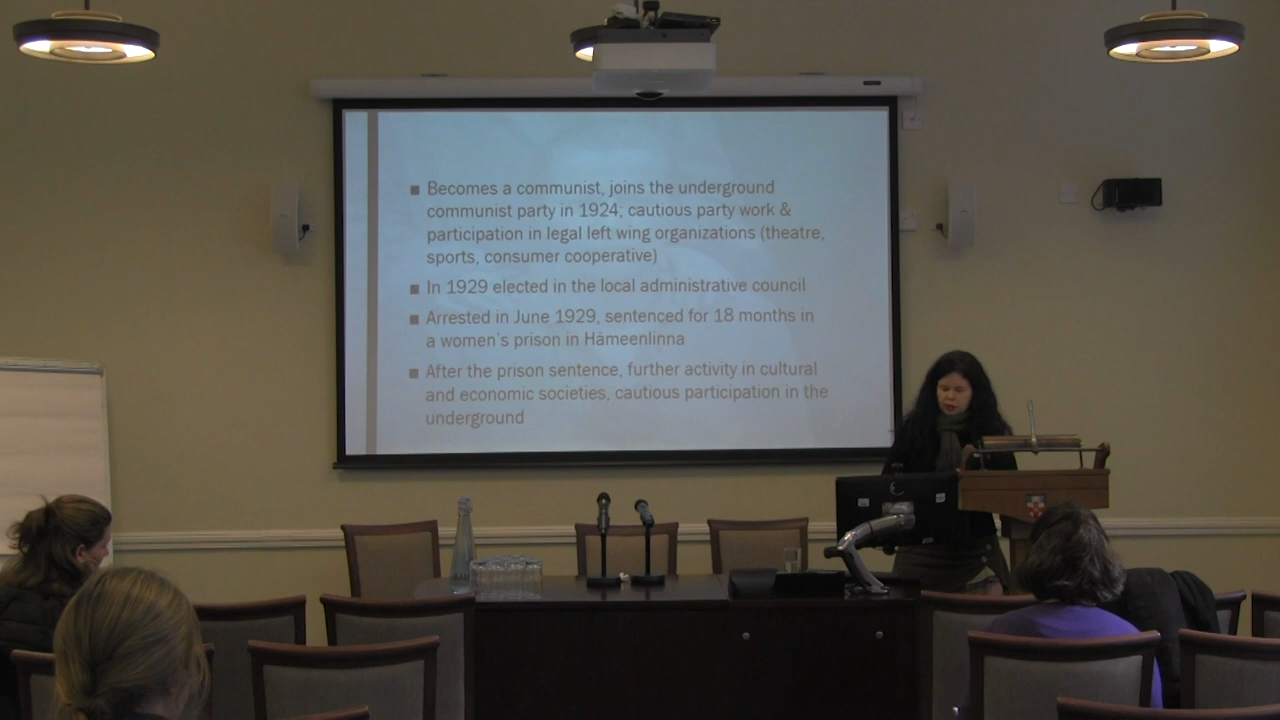 ■ Becomes a communist, joins the underground
communist party in 1924; cautious party work &
participation in legal left wing organizations (theatre,
sports, consumer cooperative)
■ In 1929 elected in the local administrative council
■ Arrested in June 1929, sentenced for 18 months in
a women's prison in Hämeenlinna
■ After the prison sentence, further activity in cultural
and economic societies, cautious participation in the
underground